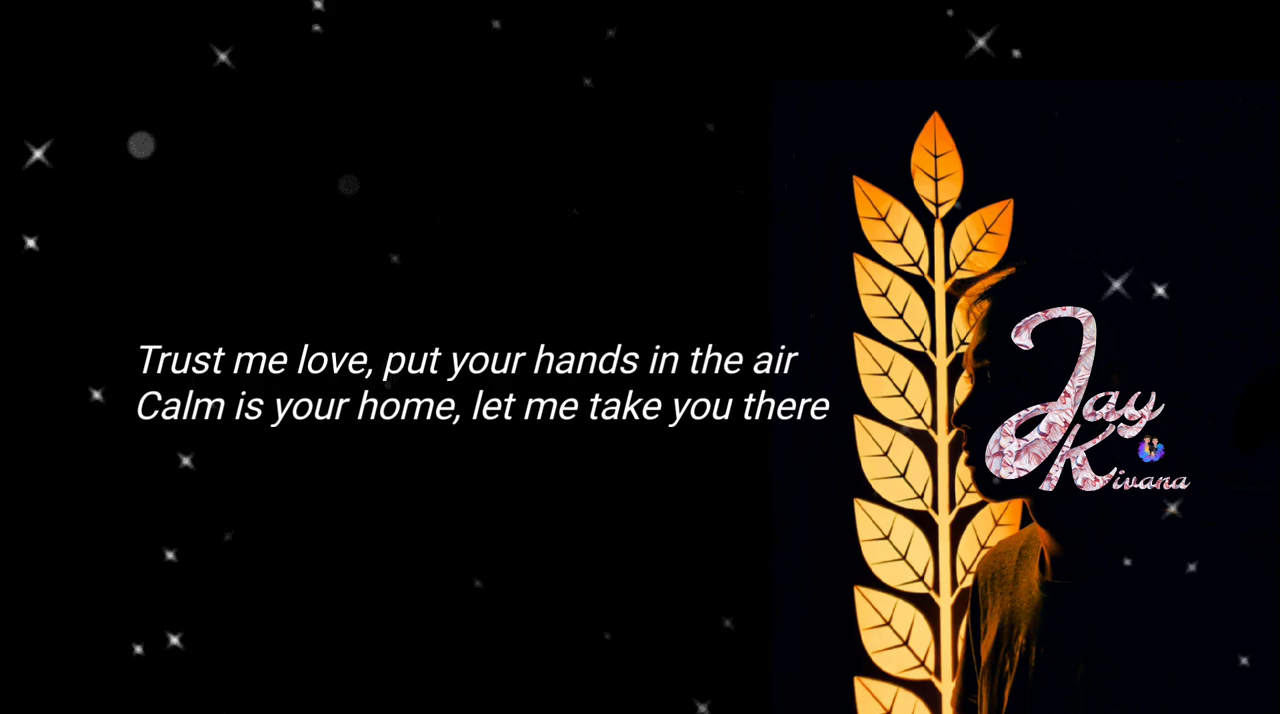 Trust me love, put your hands in the air
Calm is your home, let me take you there
Jay
Kivana